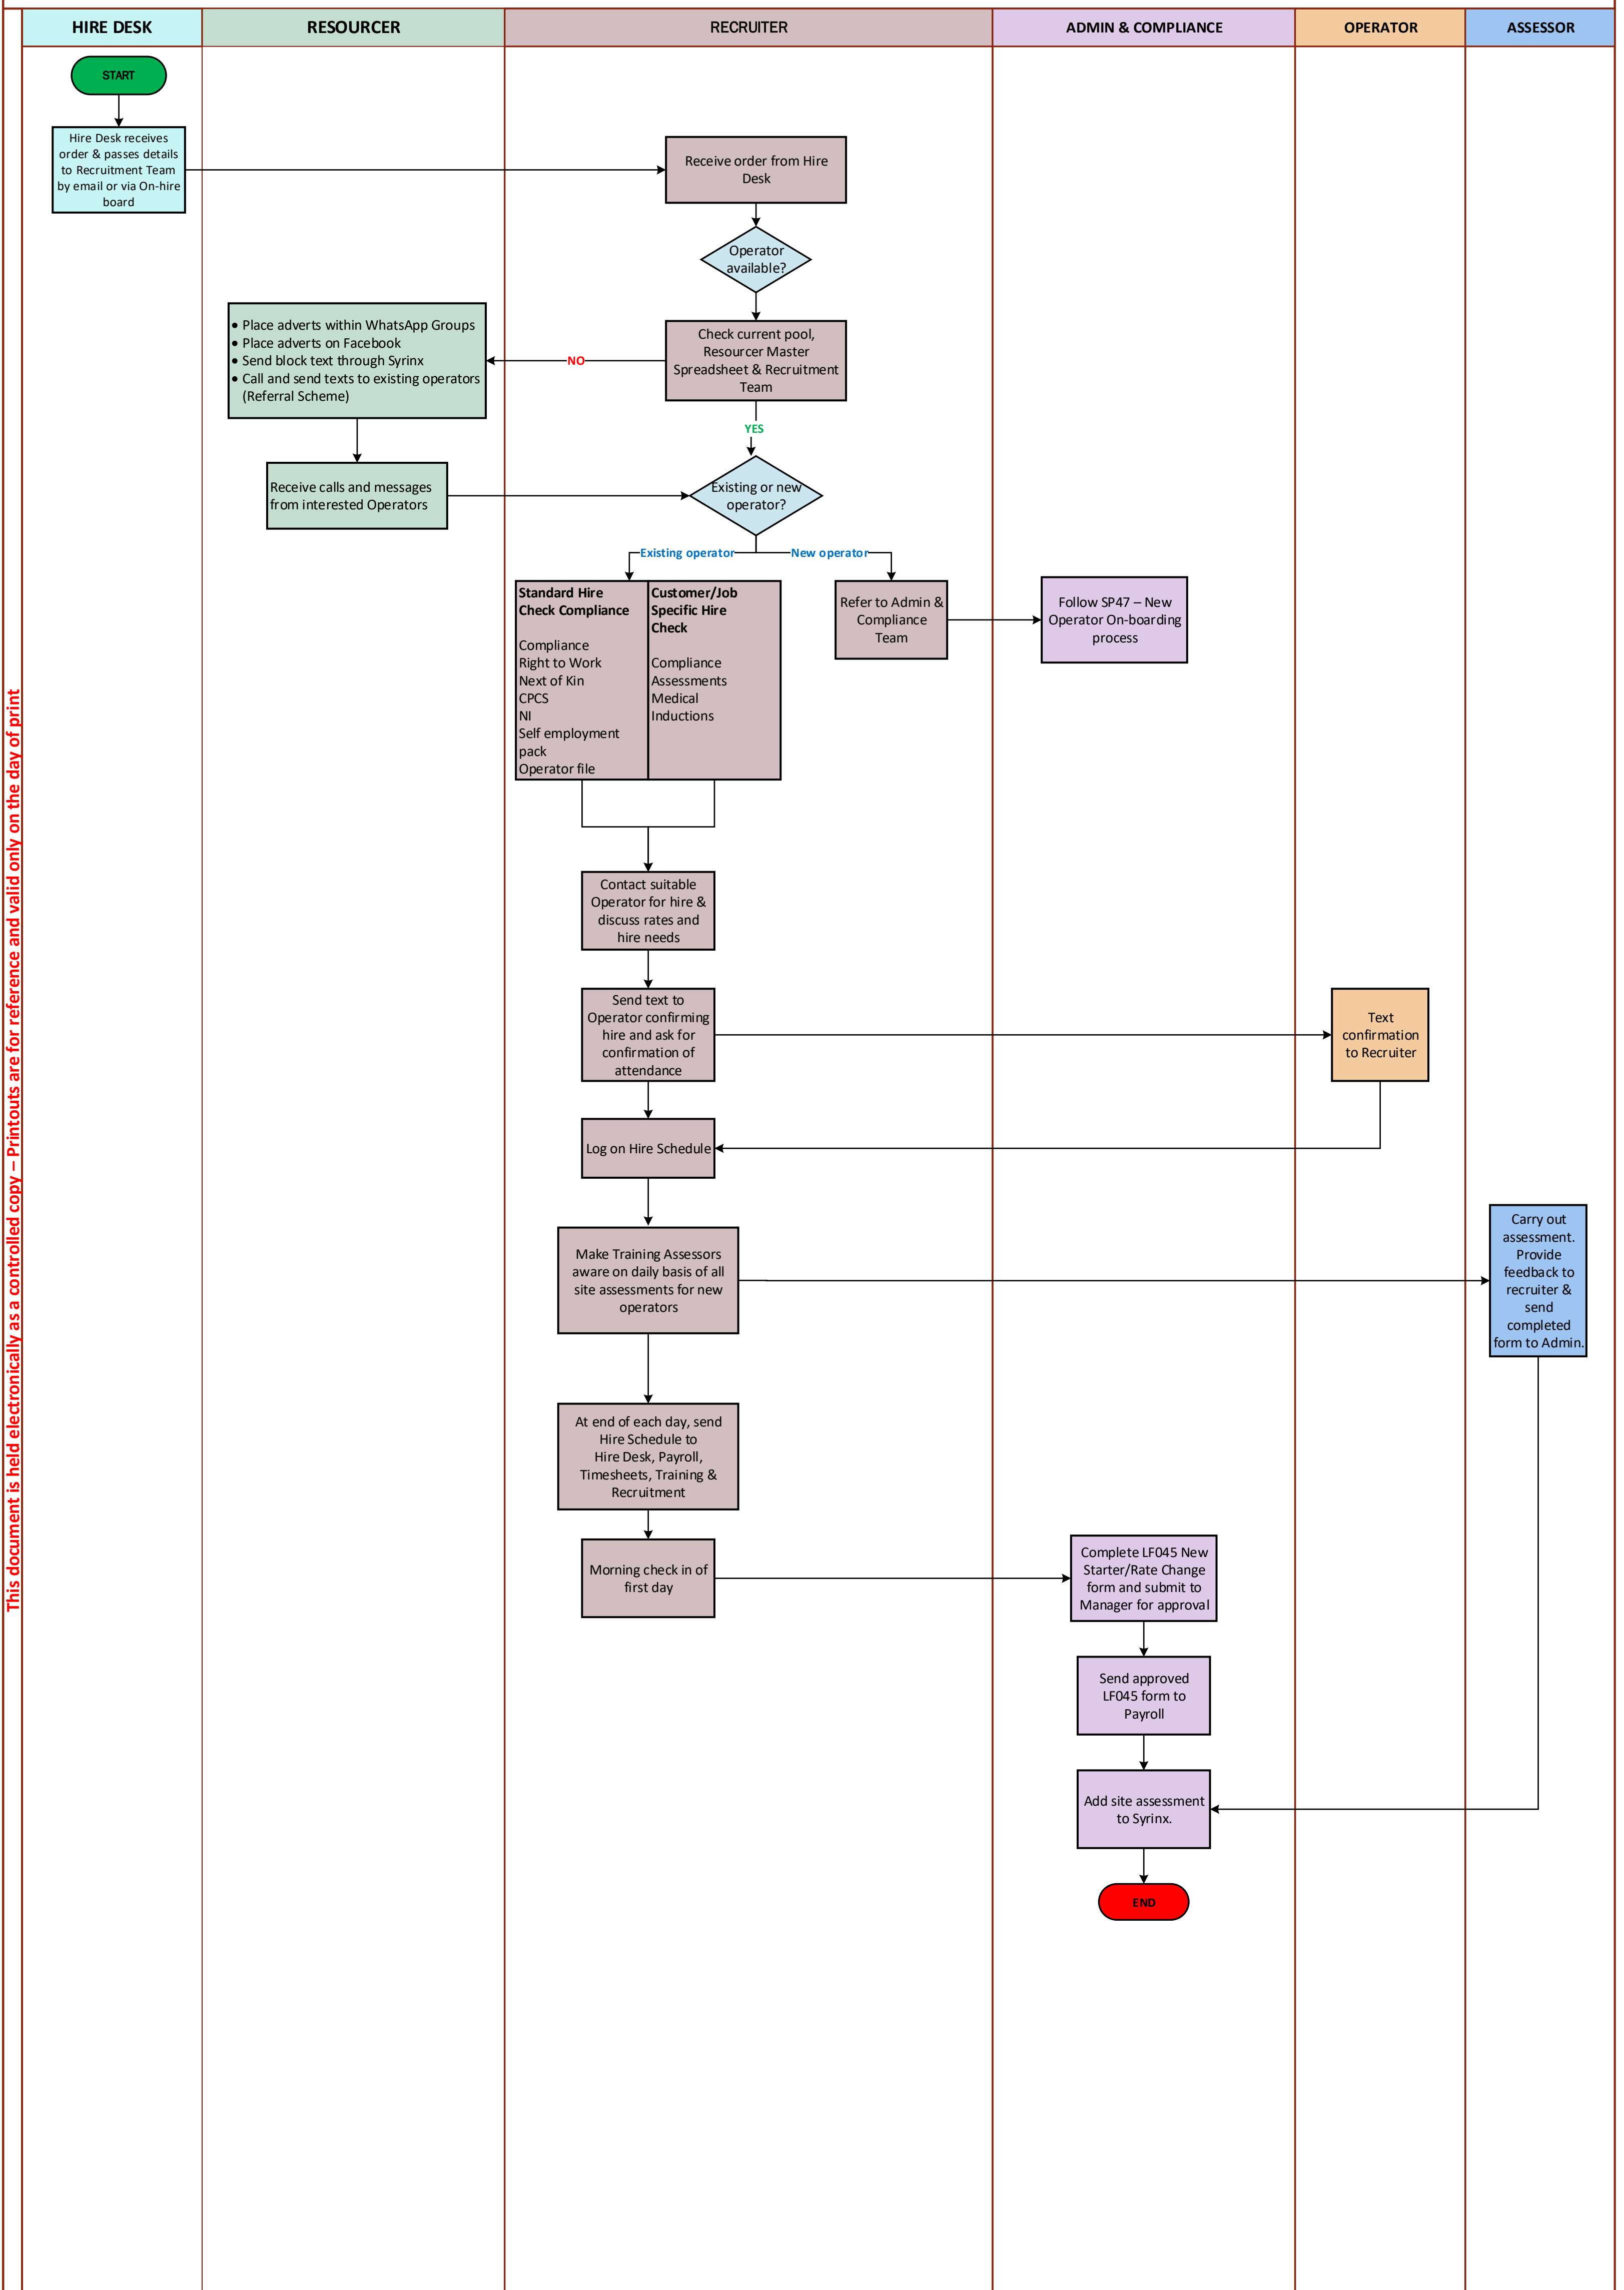 HIRE DESK
RESOURCER
RECRUITER
ADMIN & COMPLIANCE
OPERATOR
ASSESSOR
START
Hire Desk receives
order & passes details
to Recruitment Team
by email or via On-hire
board
Receive order from Hire
Desk
Operator
available?
Check current pool,
Resourcer Master
Spreadsheet & Recruitment
Team
NO
• Place adverts within WhatsApp Groups
• Place adverts on Facebook
• Send block text through Syrinx
• Call and send texts to existing operators
(Referral Scheme)
YES
Receive calls and messages
from interested Operators
Existing or new
operator?
Existing operator
New operator
Standard Hire
Check Compliance
Compliance
Right to Work
Next of Kin
CPCS
NI
Self employment
pack
Operator file
Customer/Job
Specific Hire
Check
Compliance
Assessments
Medical
Inductions
Refer to Admin &
Compliance
Team
Follow SP47 – New
Operator On-boarding
process
Contact suitable
Operator for hire &
discuss rates and
hire needs
Send text to
Operator confirming
hire and ask for
confirmation of
attendance
Text
confirmation
to Recruiter
Log on Hire Schedule
Make Training Assessors
aware on daily basis of all
site assessments for new
operators
Carry out
assessment.
Provide
feedback to
recruiter &
send
completed
form to Admin.
At end of each day, send
Hire Schedule to
Hire Desk, Payroll,
Timesheets, Training &
Recruitment
Morning check in of
first day
Complete LF045 New
Starter/Rate Change
form and submit to
Manager for approval
Send approved
LF045 form to
Payroll
Add site assessment
to Syrinx.
END
This document is held electronically as a controlled copy – Printouts are for reference and valid only on the day of print